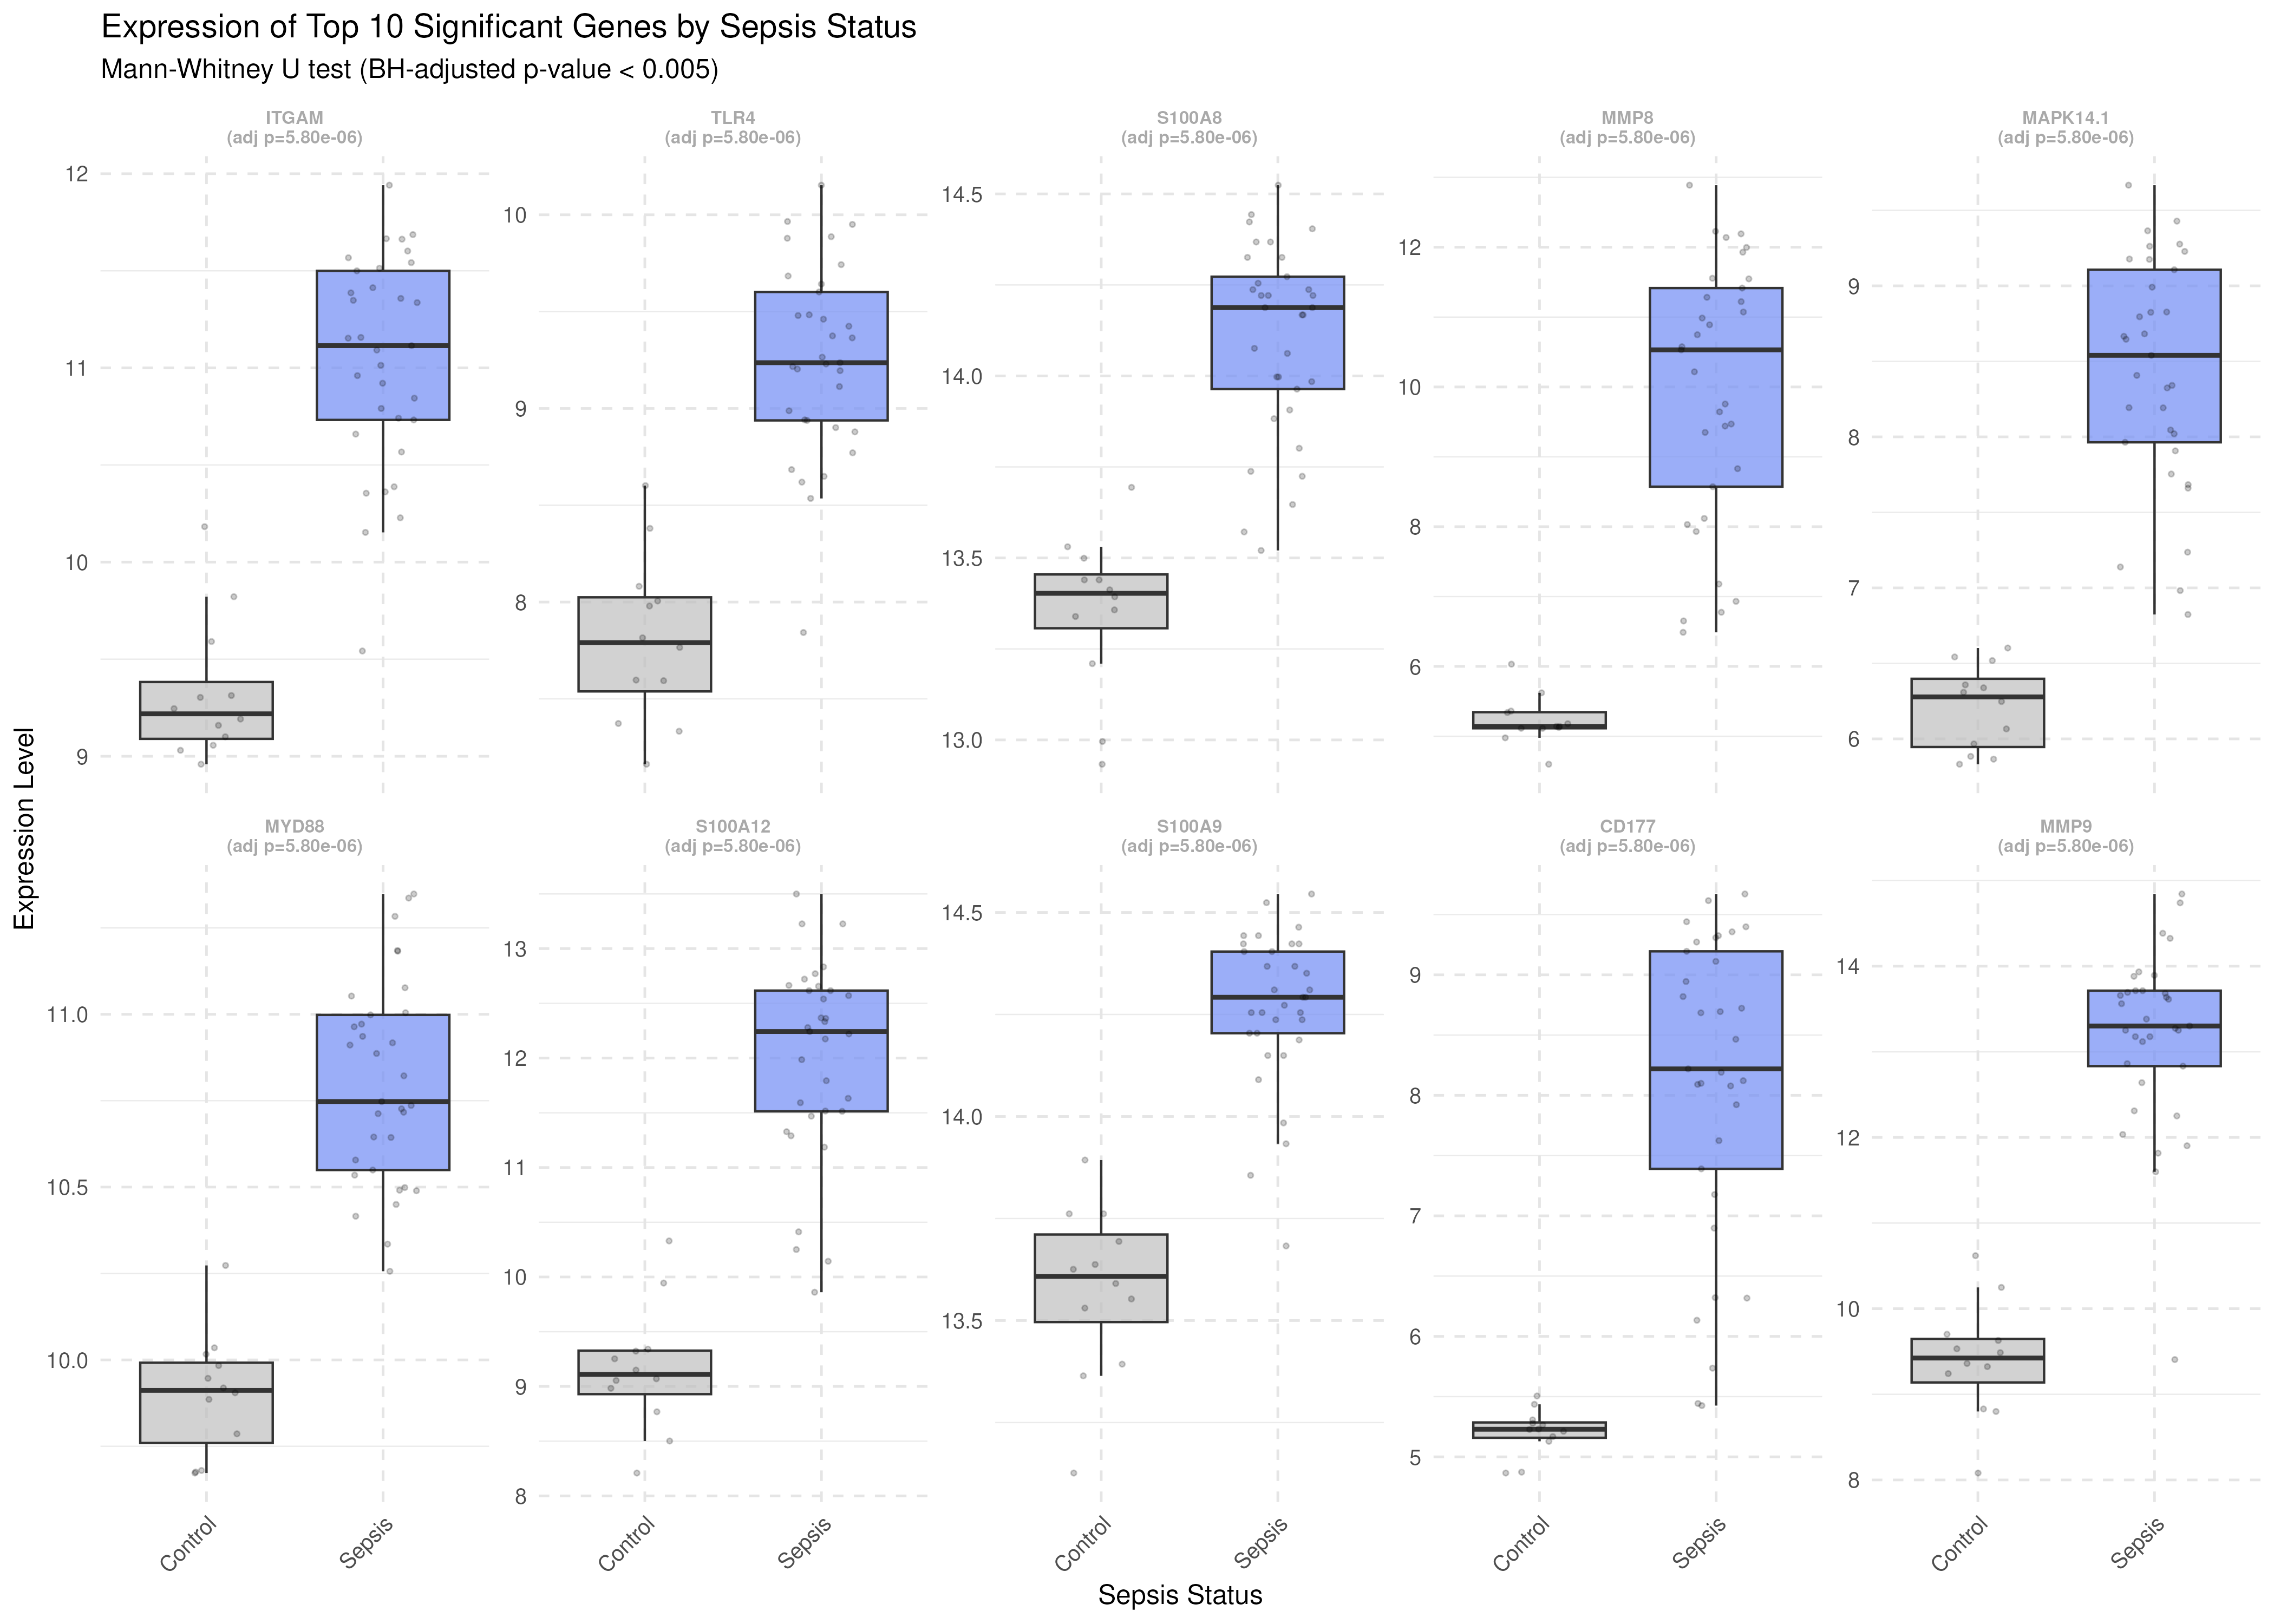 Expression of Top 10 Significant Genes by Sepsis Status
Mann-Whitney U test (BH-adjusted p-value < 0.005)
ITGAM
(adj p=5.80e-06)
TLR4
(adj p=5.80e-06)
S100A8
(adj p=5.80e-06)
MMP8
(adj p=5.80e-06)
MAPK14.1
(adj p=5.80e-06)
12
11
10
9
10
9
8
14.5
14.0
13.5
13.0
12
10
8
6
9
8
7
6
MYD88
(adj p=5.80e-06)
S100A12
(adj p=5.80e-06)
S100A9
(adj p=5.80e-06)
CD177
(adj p=5.80e-06)
MMP9
(adj p=5.80e-06)
11.0
10.5
10.0
13
12
11
10
9
8
14.5
14.0
13.5
9
8
7
6
5
14
12
10
8
Control
Sepsis
Control
Sepsis
Control
Sepsis
Control
Sepsis
Control
Sepsis
Expression Level
Sepsis Status